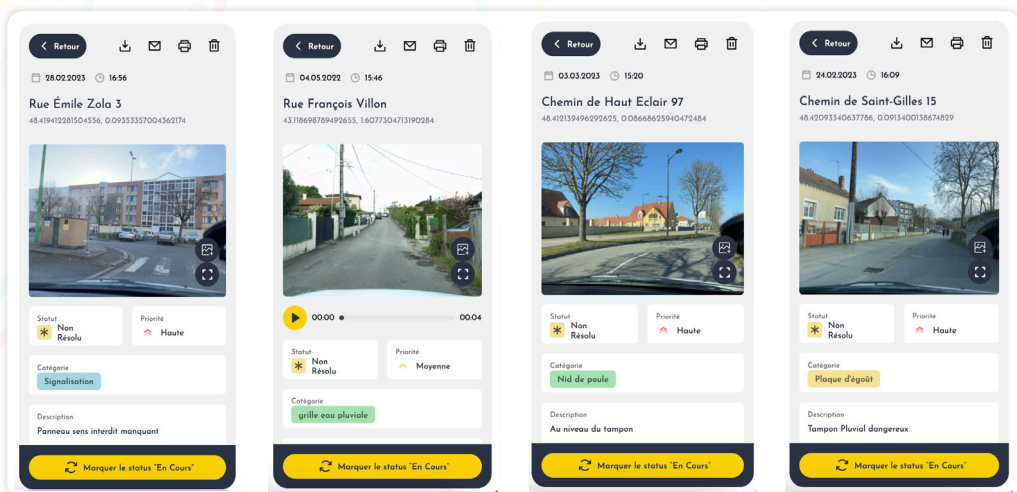 Retour
28.02.2023 16:56
Rue Émile Zola 3
48.419412281504556, 0.09353357004362174
Statut
Non
Résolu
Priorité
Haute
Catégorie
Signalisation
Description
Panneau sens interdit manquant
Marquer le status "En Cours"
Retour
04.05.2022 15:46
Rue François Villon
43.118698789492655, 1.6077304713190284
00:00 00:04
Statut
Non
Résolu
Priorité
Moyenne
Catégorie
grille eau pluviale
Marquer le status "En Cours"
Retour
03.03.2023 15:20
Chemin de Haut Eclair 97
48.412139496292625, 0.08668625940472484
Statut
Non
Résolu
Priorité
Haute
Catégorie
Nid de poule
Description
Au niveau du tampon
Marquer le status "En Cours"
Retour
24.02.2023 16:09
Chemin de Saint-Gilles 15
48.42093340637786, 0.0913400138674829
Statut
Non
Résolu
Priorité
Haute
Catégorie
Plaque d'égoût
Description
Tampon Pluvial dangereux
Marquer le status "En Cours"